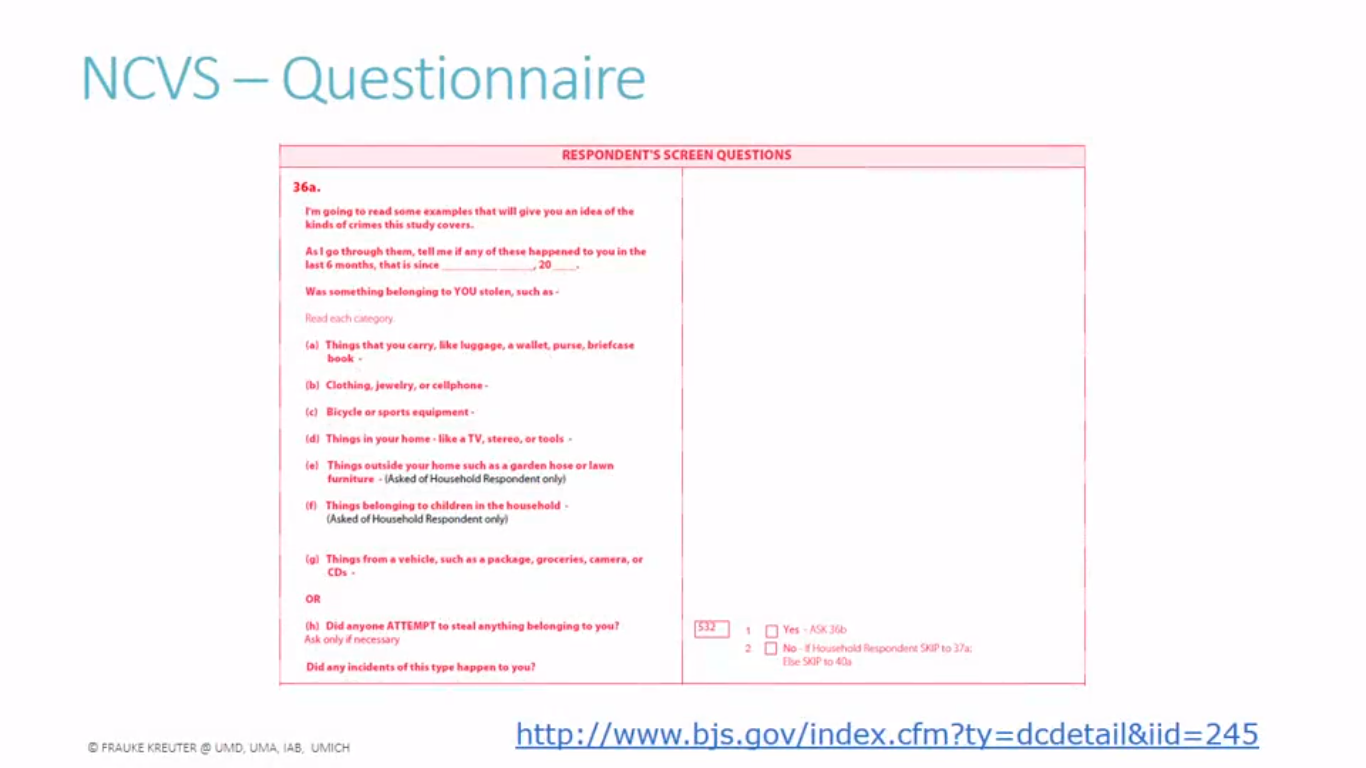 NCVS – Questionnaire
RESPONDENT'S SCREEN QUESTIONS
36a.
I'm going to read some examples that will give you an idea of the
kinds of crimes this study covers.
As I go through them, tell me if any of these happened to you in the
last 6 months, that is since _________ ______, 20 ____.
Was something belonging to YOU stolen, such as -
Read each category.
(a) Things that you carry, like luggage, a wallet, purse, briefcase
book -
(b) Clothing, jewelry, or cellphone -
(c) Bicycle or sports equipment -
(d) Things in your home - like a TV, stereo, or tools -
(e) Things outside your home such as a garden hose or lawn
furniture - (Asked of Household Respondent only)
(f) Things belonging to children in the household -
(Asked of Household Respondent only)
(g) Things from a vehicle, such as a package, groceries, camera, or
CDs -
OR
(h) Did anyone ATTEMPT to steal anything belonging to you?
Ask only if necessary
Did any incidents of this type happen to you?
532
1 Yes - ASK 36b
2 No - If Household Respondent SKIP to 37a;
Else SKIP to 40a
http://www.bjs.gov/index.cfm?ty=dcdetail&iid=245
© FRAUKE KREUTER @ UMD, UMA, IAB, UMICH